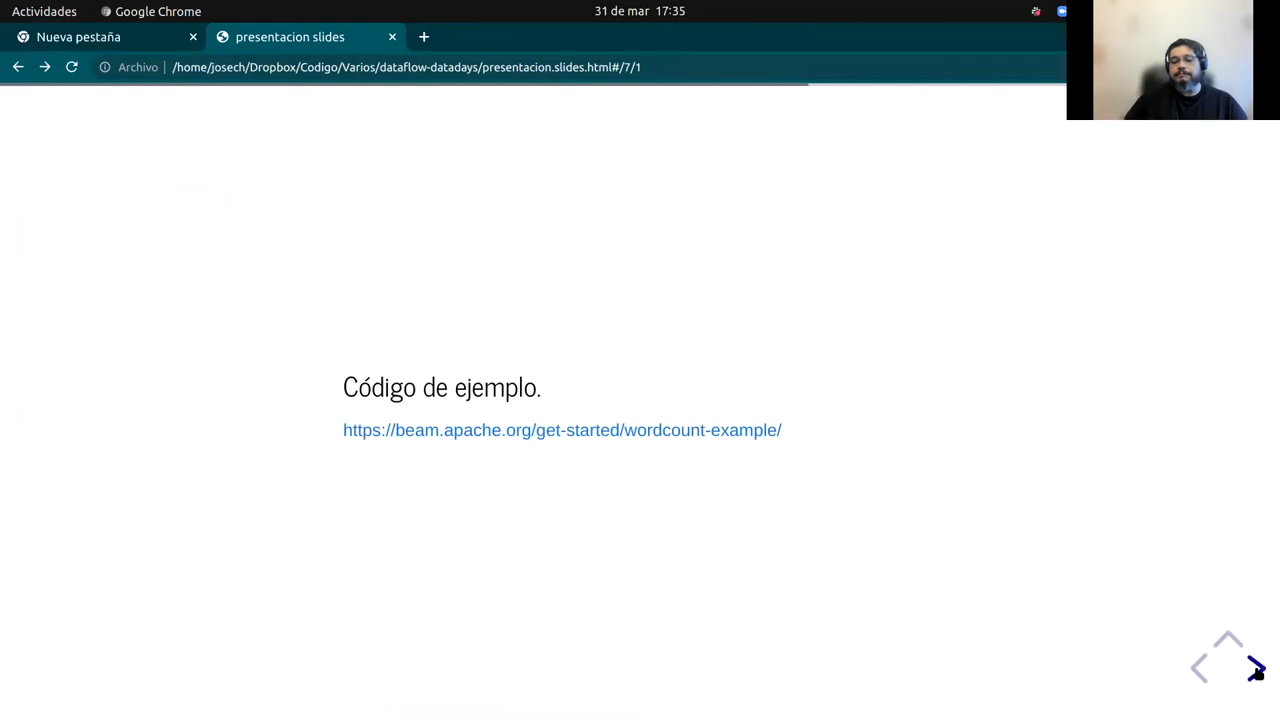 Actividades
Google Chrome
31 de mar 17:35
Nueva pestaña
presentacion slides
Archivo
/home/josech/Dropbox/Codigo/Varios/dataflow-datadays/presentacion.slides.html#/7/1
Código de ejemplo.
https://beam.apache.org/get-started/wordcount-example/